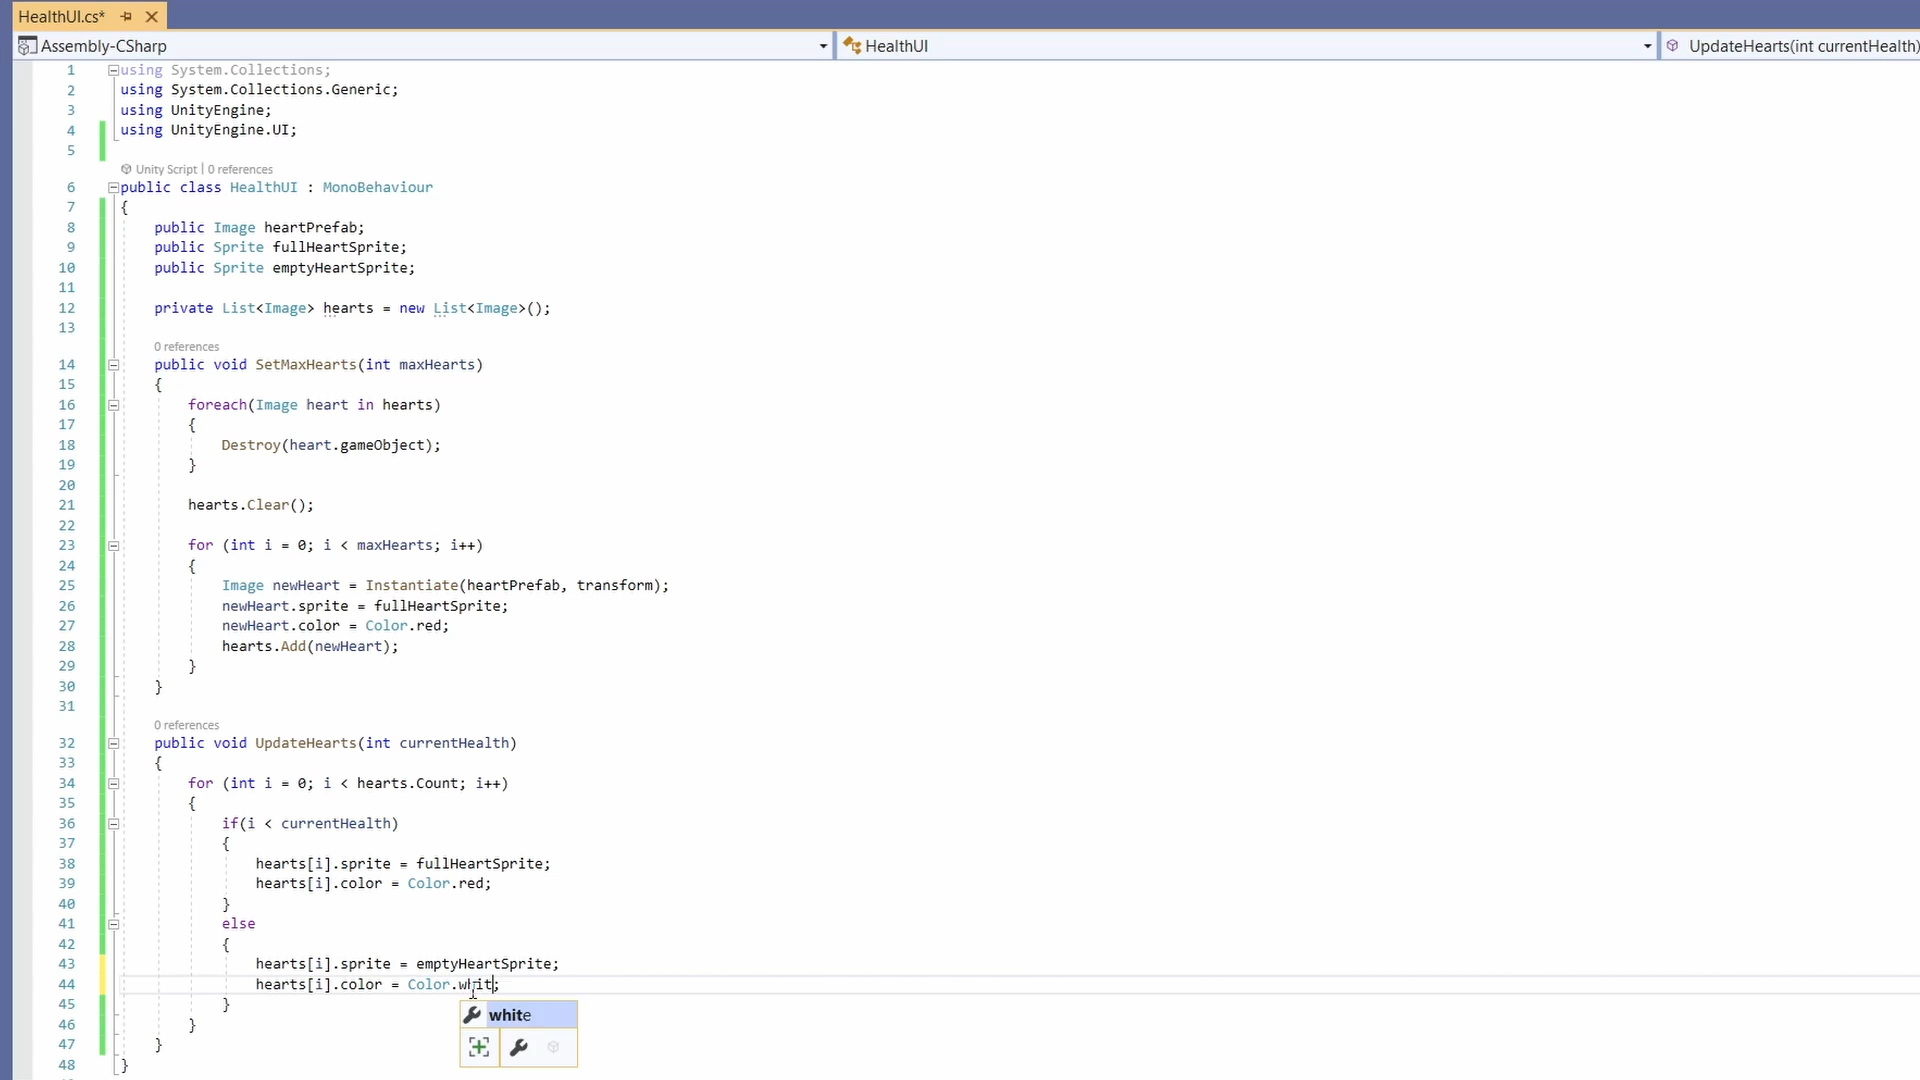 HealthUI.cs*
Assembly-CSharp HealthUI UpdateHearts(int currentHealth)
1 using System.Collections;
2 using System.Collections.Generic;
3 using UnityEngine;
4 using UnityEngine.UI;
5
Unity Script | 0 references
6 public class HealthUI : MonoBehaviour
7 {
8 public Image heartPrefab;
9 public Sprite fullHeartSprite;
10 public Sprite emptyHeartSprite;
11
12 private List<Image> hearts = new List<Image>();
13
0 references
14 public void SetMaxHearts(int maxHearts)
15 {
16 foreach(Image heart in hearts)
17 {
18 Destroy(heart.gameObject);
19 }
20
21 hearts.Clear();
22
23 for (int i = 0; i < maxHearts; i++)
24 {
25 Image newHeart = Instantiate(heartPrefab, transform);
26 newHeart.sprite = fullHeartSprite;
27 newHeart.color = Color.red;
28 hearts.Add(newHeart);
29 }
30 }
31
0 references
32 public void UpdateHearts(int currentHealth)
33 {
34 for (int i = 0; i < hearts.Count; i++)
35 {
36 if(i < currentHealth)
37 {
38 hearts[i].sprite = fullHeartSprite;
39 hearts[i].color = Color.red;
40 }
41 else
42 {
43 hearts[i].sprite = emptyHeartSprite;
44 hearts[i].color = Color.whit;
45 }
white
46 }
47 }
48 }